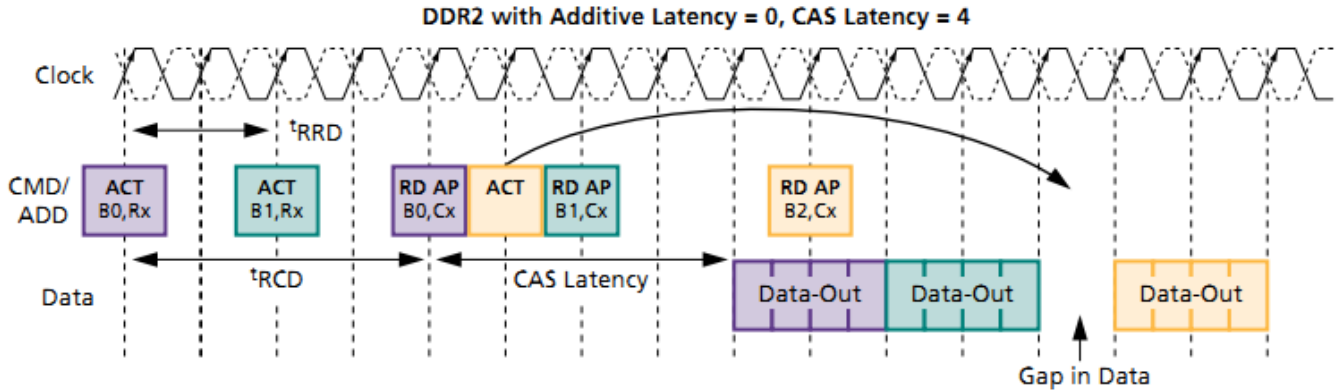 DDR2 with Additive Latency = 0, CAS Latency = 4
Clock
tRRD
CMD/
ADD
ACT
B0,Rx
ACT
B1,Rx
RD AP
B0,Cx
ACT
RD AP
B1,Cx
RD AP
B2,Cx
tRCD
CAS Latency
Data
Data-Out
Data-Out
Data-Out
Gap in Data